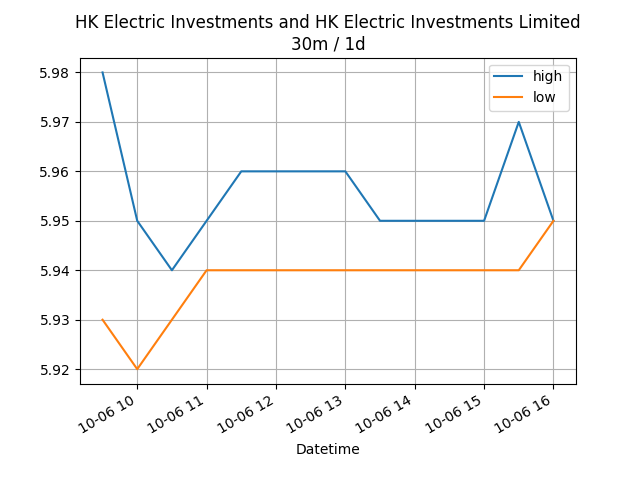 HK Electric Investments and HK Electric Investments Limited
30m / 1d
high
low
5.98
5.97
5.96
5.95
5.94
5.93
5.92
10-06 10
10-06 11
10-06 12
10-06 13
10-06 14
10-06 15
10-06 16
Datetime